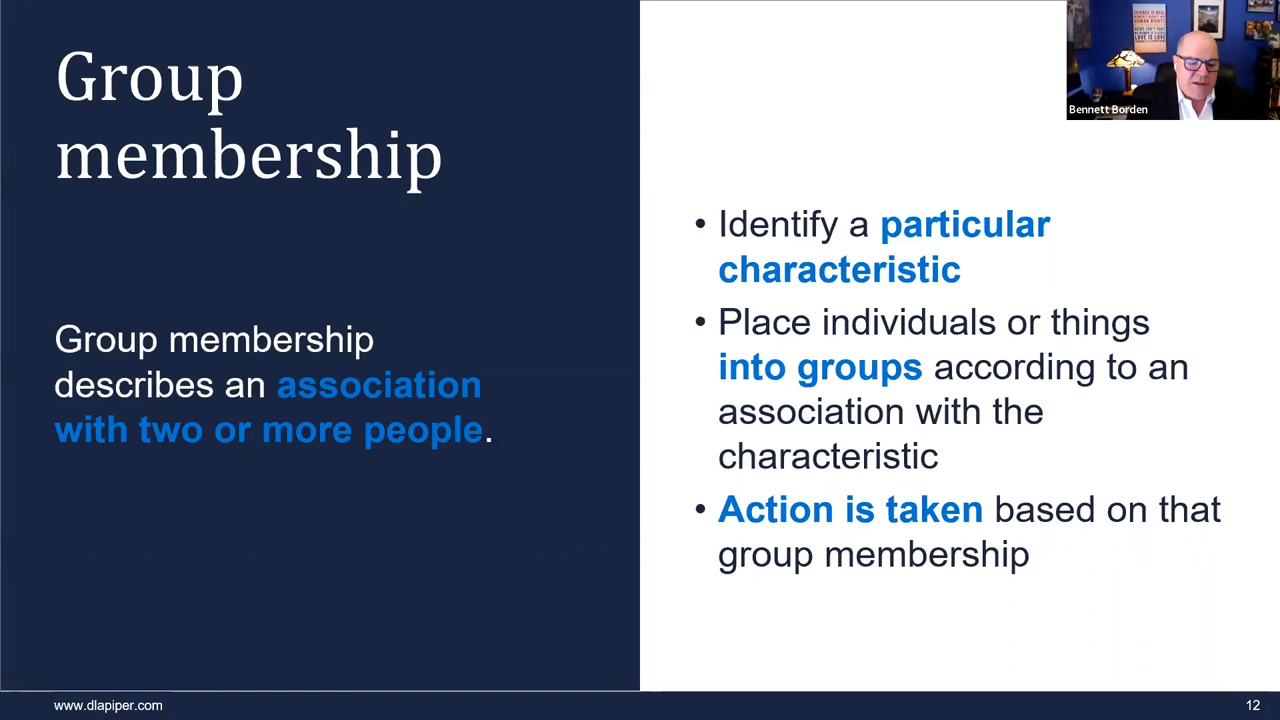 Group
membership
Group membership
describes an association
with two or more people.
• Identify a particular
characteristic
• Place individuals or things
into groups according to an
association with the
characteristic
• Action is taken based on that
group membership
Bennett Borden
www.dlapiper.com
12